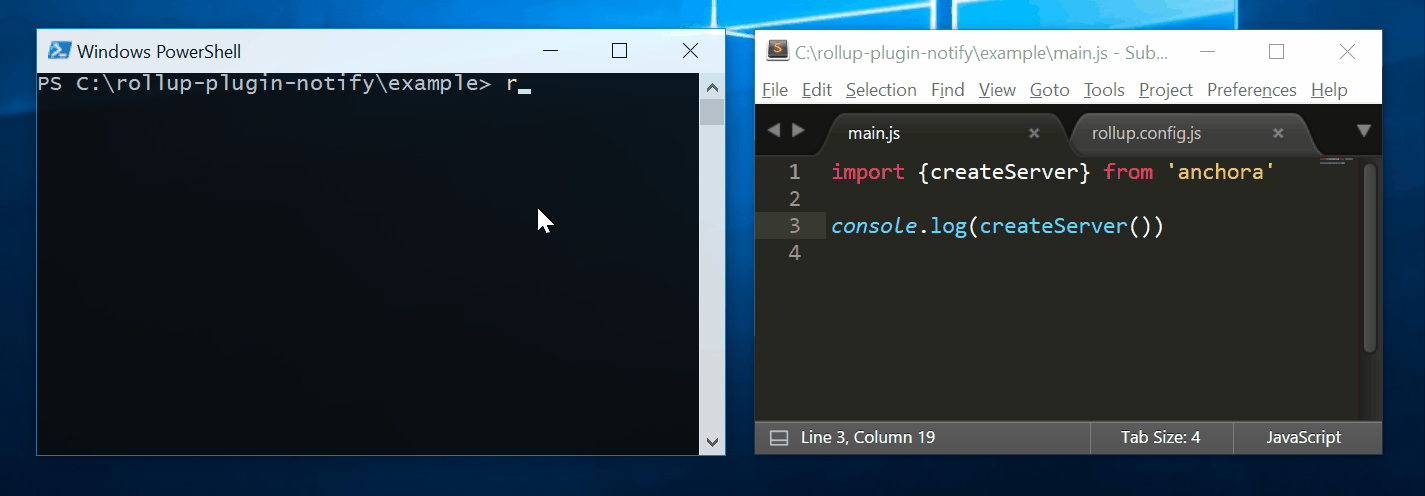 Windows PowerShell
PS C:\rollup-plugin-notify\example> r
C:\rollup-plugin-notify\example\main.js - Sub...
File Edit Selection Find View Goto Tools Project Preferences Help
main.js rollup.config.js
1 import {createServer} from 'anchora'
2
3 console.log(createServer())
4
Line 3, Column 19 Tab Size: 4 JavaScript